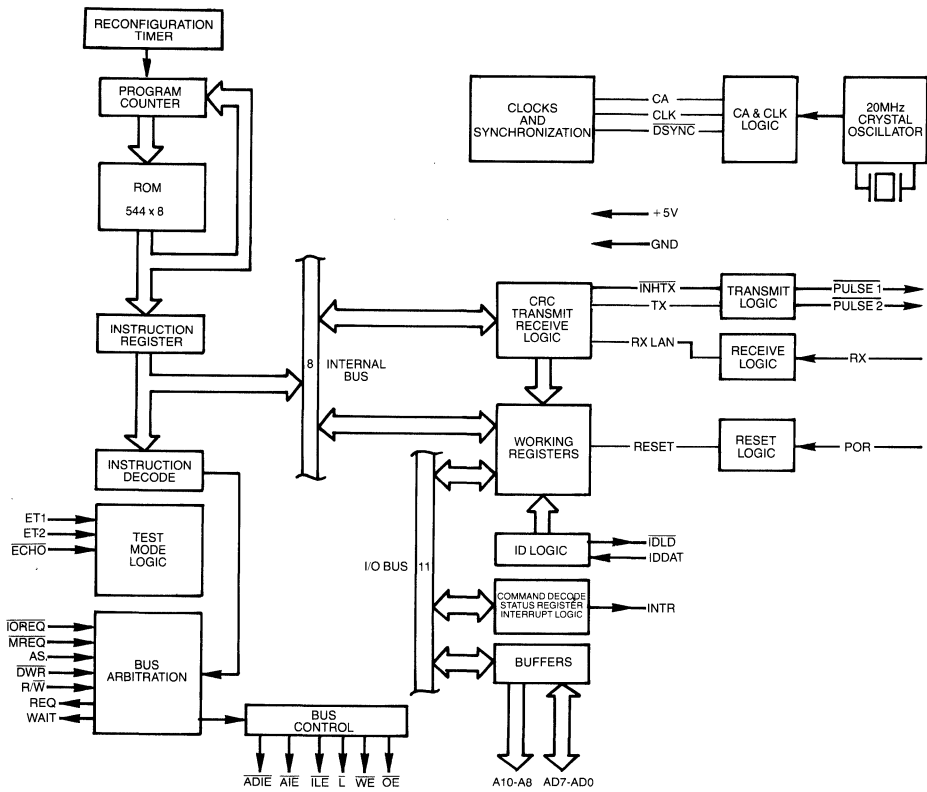 RECONFIGURATION
TIMER
PROGRAM
COUNTER
ROM
544 x 8
INSTRUCTION
REGISTER
INSTRUCTION
DECODE
ET1
ET2
ECHO
TEST
MODE
LOGIC
IOREQ
MREQ
AS
DWR
R/W
REQ
WAIT
BUS
ARBITRATION
BUS
CONTROL
ADIE
AIE
ILE
L
WE
OE
8
INTERNAL
BUS
I/O BUS
11
CLOCKS
AND
SYNCHRONIZATION
CA
CLK
DSYNC
CA & CLK
LOGIC
20MHz
CRYSTAL
OSCILLATOR
+5V
GND
CRC
TRANSMIT
RECEIVE
LOGIC
INHTX
TX
RX LAN
TRANSMIT
LOGIC
PULSE 1
PULSE 2
RECEIVE
LOGIC
RX
WORKING
REGISTERS
RESET
RESET
LOGIC
POR
ID LOGIC
IDLD
IDDAT
COMMAND DECODE
STATUS REGISTER
INTERRUPT LOGIC
INTR
BUFFERS
A10-A8
AD7-AD0